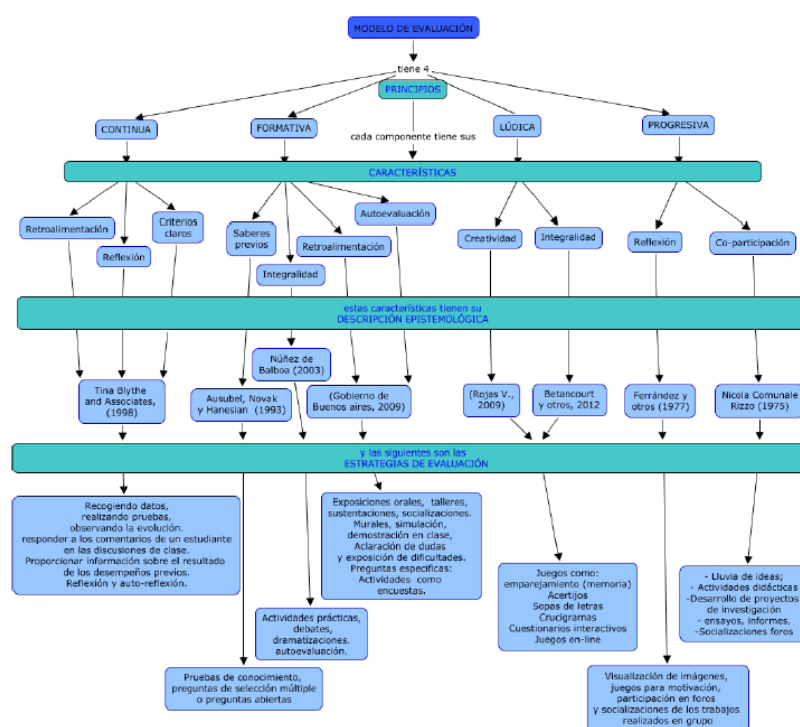 MODELO DE EVALUACIÓN
tiene 4
PRINCIPIOS
CONTINUA
FORMATIVA
LÚDICA
PROGRESIVA
cada componente tiene sus
CARACTERÍSTICAS
Retroalimentación
Reflexión
Criterios
claros
Saberes
previos
Integralidad
Retroalimentación
Autoevaluación
Creatividad
Integralidad
Reflexión
Co-participación
estas características tienen su
DESCRIPCIÓN EPISTEMOLÓGICA
Tina Blythe
and Associates,
(1998)
Ausubel, Novak
y Hanesian (1993)
Núñez de
Balboa (2003)
(Gobierno de
Buenos aires, 2009)
(Rojas V.,
2009)
Betancourt
y otros, 2012
Ferrández y
otros (1977)
Nicola Comunale
Rizzo (1975)
y las siguientes son las
ESTRATEGIAS DE EVALUACIÓN
Recogiendo datos,
realizando pruebas,
observando la evolución.
responder a los comentarios de un estudiante
en las discusiones de clase.
Proporcionar información sobre el resultado
de los desempeños previos.
Reflexión y auto-reflexión.
Pruebas de conocimiento,
preguntas de selección múltiple
o preguntas abiertas
Actividades prácticas,
debates,
dramatizaciones.
autoevaluación.
Exposiciones orales, talleres,
sustentaciones, socializaciones.
Murales, simulación,
demostración en clase,
Aclaración de dudas
y exposición de dificultades.
Preguntas especificas:
Actividades como
encuestas.
Juegos como:
emparejamiento (memoria)
Acertijos
Sopas de letras
Crucigramas
Cuestionarios interactivos
Juegos on-line
Visualización de imágenes,
juegos para motivación,
participación en foros
y socializaciones de los trabajos
realizados en grupo
- Lluvia de ideas;
- Actividades didácticas
-Desarrollo de proyectos
de investigación
- ensayos, informes,
-Socializaciones foros